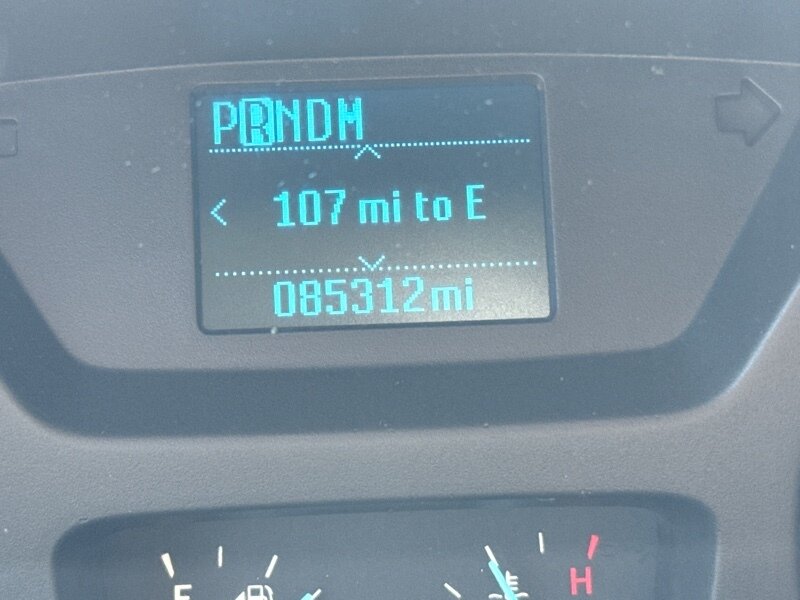 PRNDM
< 107 mi to E
085312mi
H